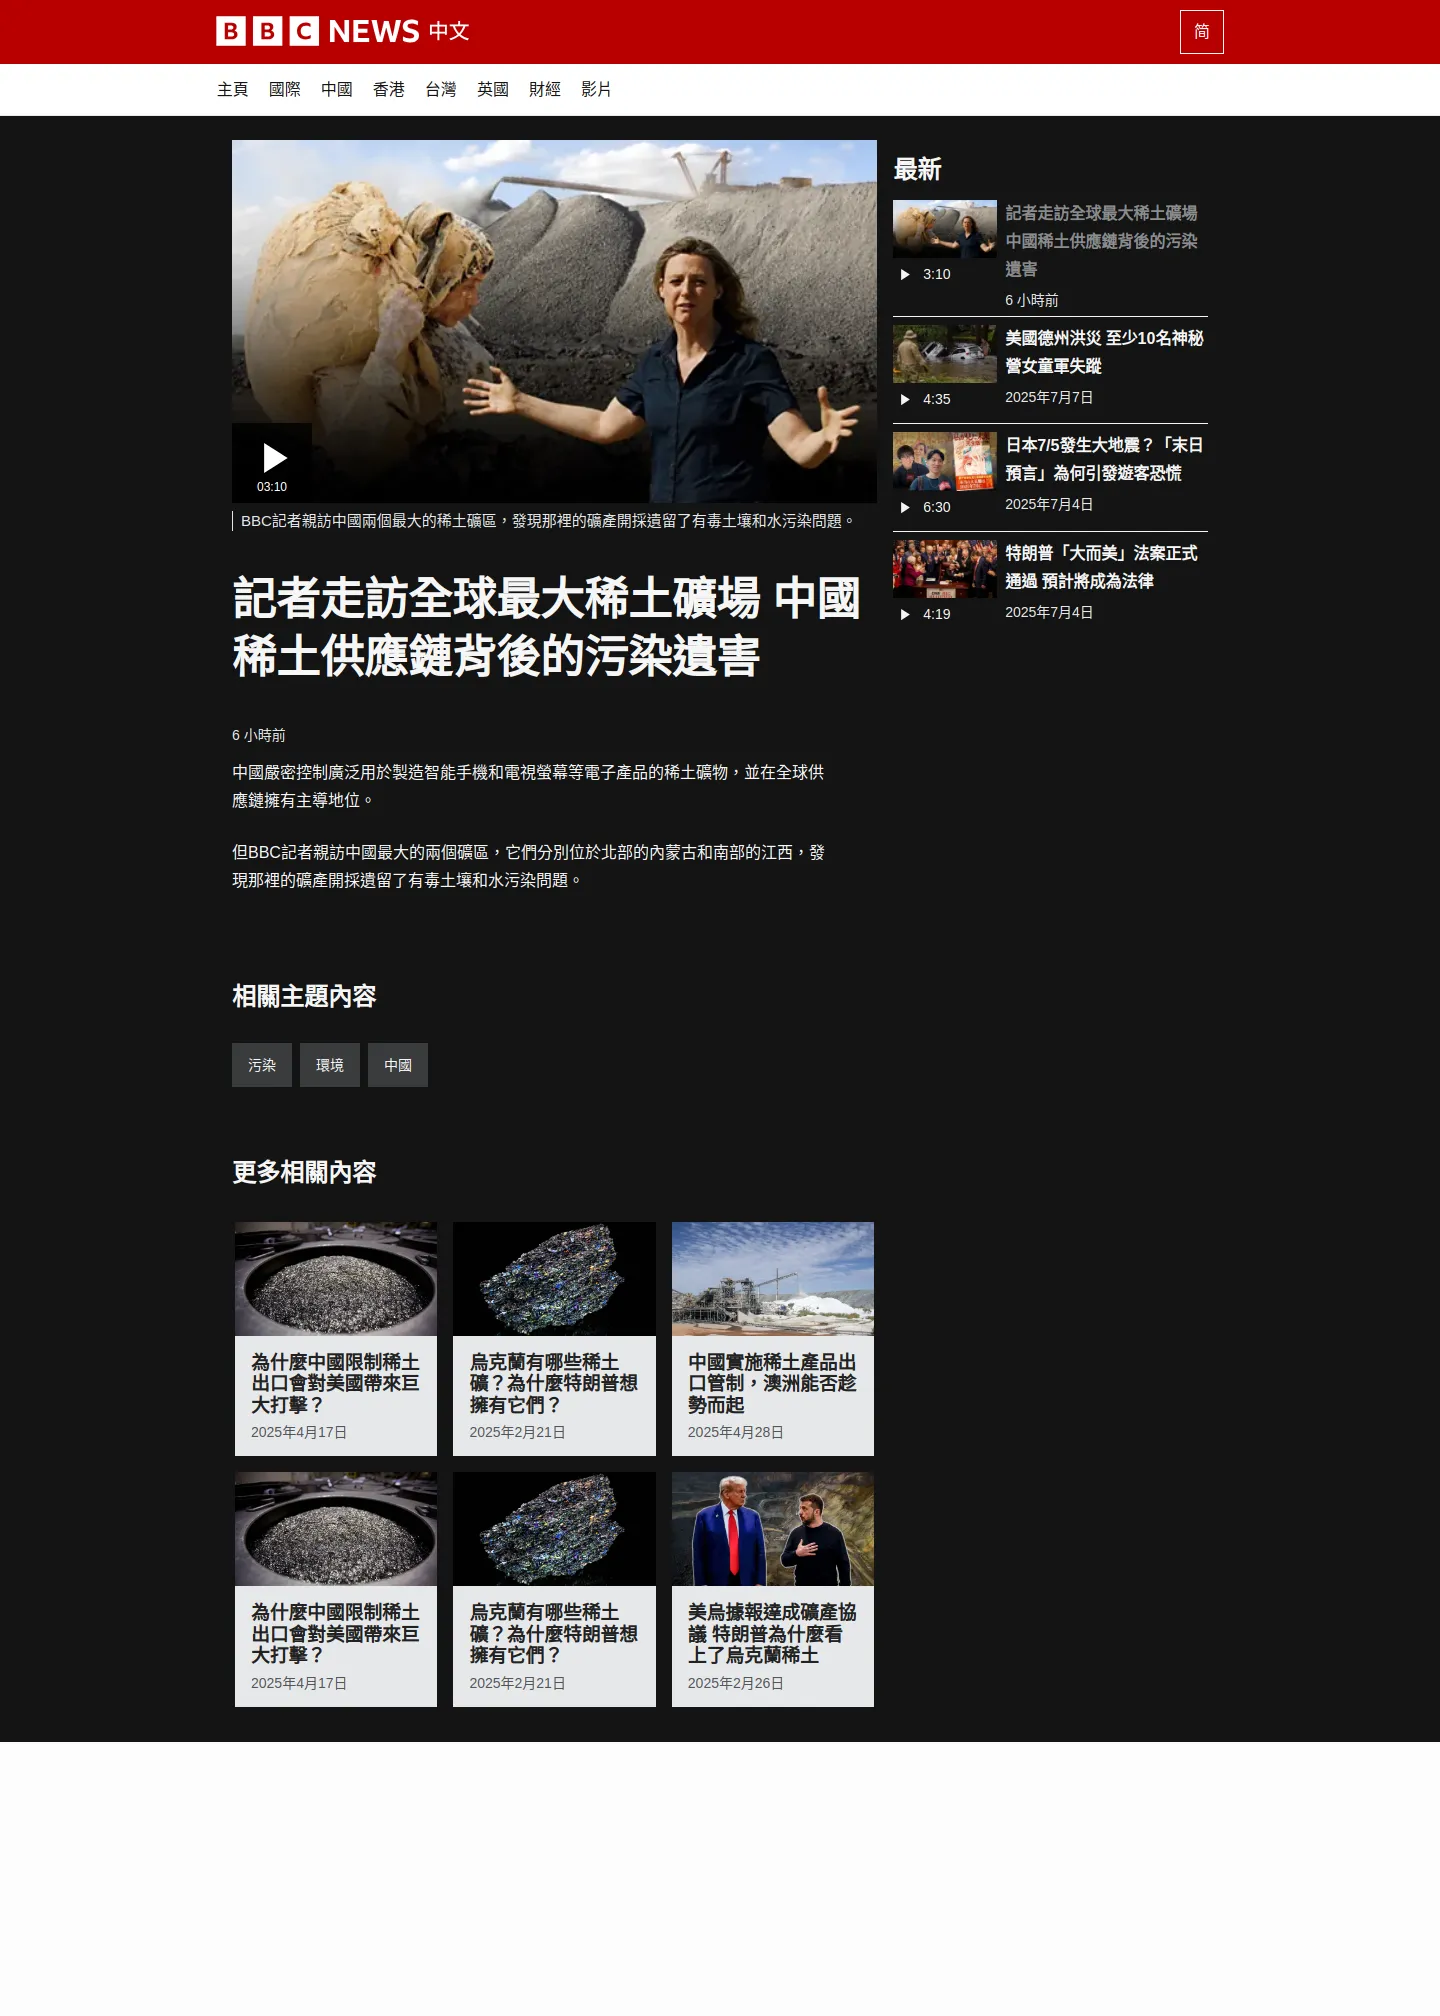 BBC NEWS 中文
简
主頁 國際 中國 香港 台灣 英國 財經 影片
03:10
BBC記者親訪中國兩個最大的稀土礦區，發現那裡的礦產開採遺留了有毒土壤和水污染問題。
記者走訪全球最大稀土礦場 中國
稀土供應鏈背後的污染遺害
6 小時前
中國嚴密控制廣泛用於製造智能手機和電視螢幕等電子產品的稀土礦物，並在全球供
應鏈擁有主導地位。
但BBC記者親訪中國最大的兩個礦區，它們分別位於北部的內蒙古和南部的江西，發
現那裡的礦產開採遺留了有毒土壤和水污染問題。
最新
記者走訪全球最大稀土礦場
中國稀土供應鏈背後的污染
遺害
3:10
6 小時前
美國德州洪災 至少10名神秘
營女童軍失蹤
4:35
2025年7月7日
日本7/5發生大地震？「末日
預言」為何引發遊客恐慌
6:30
2025年7月4日
特朗普「大而美」法案正式
通過 預計將成為法律
4:19
2025年7月4日
相關主題內容
污染
環境
中國
更多相關內容
為什麼中國限制稀土
出口會對美國帶來巨
大打擊？
2025年4月17日
烏克蘭有哪些稀土
礦？為什麼特朗普想
擁有它們？
2025年2月21日
中國實施稀土產品出
口管制，澳洲能否趁
勢而起
2025年4月28日
為什麼中國限制稀土
出口會對美國帶來巨
大打擊？
2025年4月17日
烏克蘭有哪些稀土
礦？為什麼特朗普想
擁有它們？
2025年2月21日
美烏據報達成礦產協
議 特朗普為什麼看
上了烏克蘭稀土
2025年2月26日